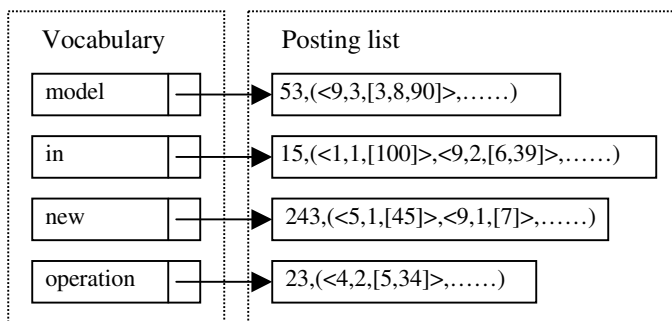 Vocabulary Posting list
model 53,(<9,3,[3,8,90]>,……)
in 15,(<1,1,[100]>,<9,2,[6,39]>,……)
new 243,(<5,1,[45]>,<9,1,[7]>,……)
operation 23,(<4,2,[5,34]>,……)